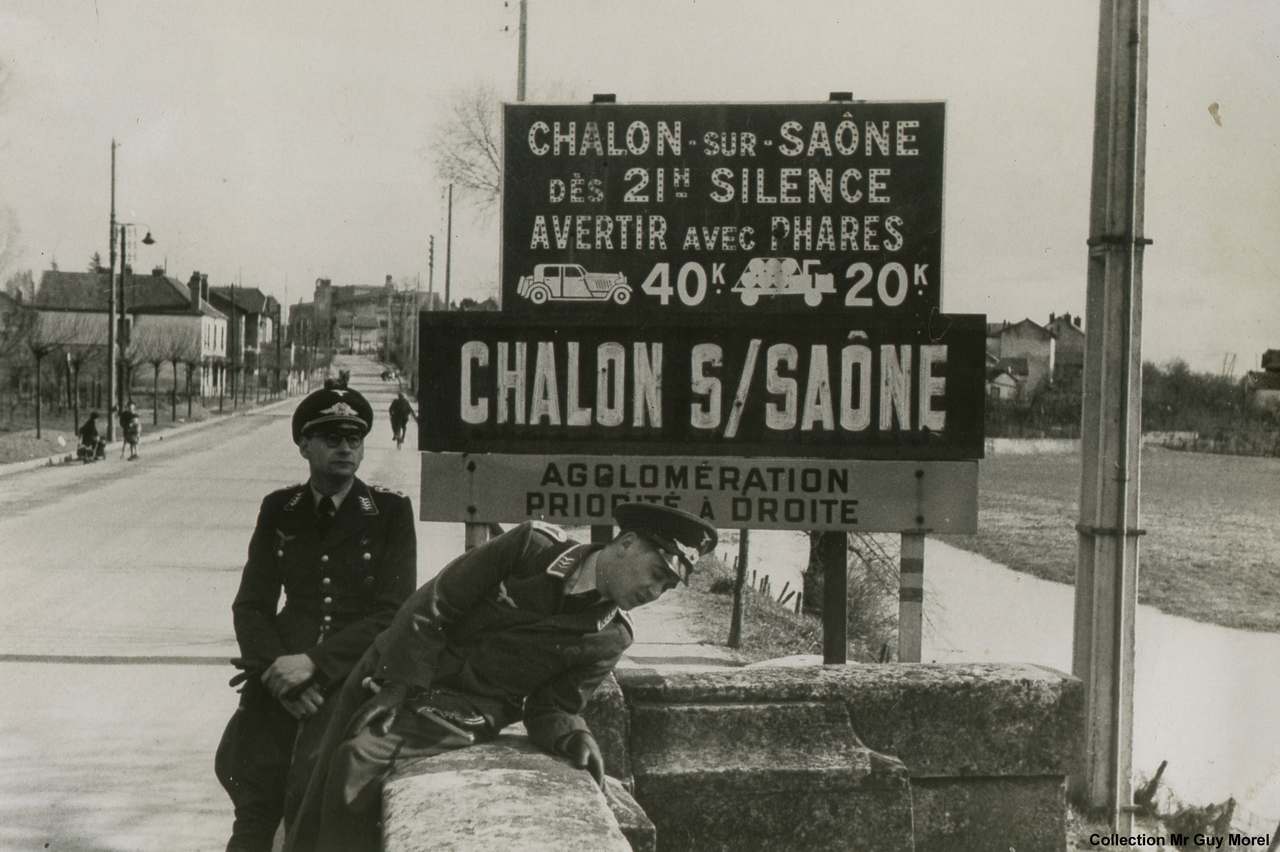 CHALON-SUR-SAÔNE
DÈS 21H SILENCE
AVERTIR AVEC PHARES
40K. 20K.
CHALON S/SAÔNE
AGGLOMÉRATION
PRIORITÉ À DROITE
Collection Mr Guy Morel